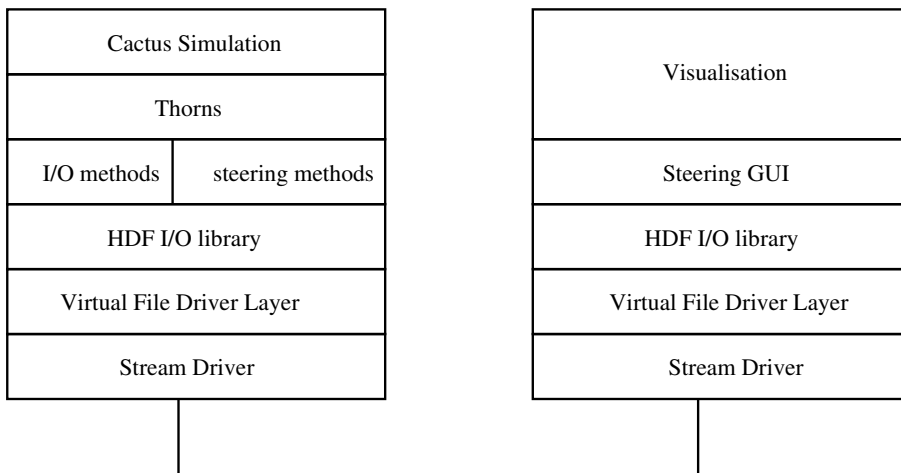 Cactus Simulation
Thorns
I/O methods
steering methods
HDF I/O library
Virtual File Driver Layer
Stream Driver
Visualisation
Steering GUI
HDF I/O library
Virtual File Driver Layer
Stream Driver